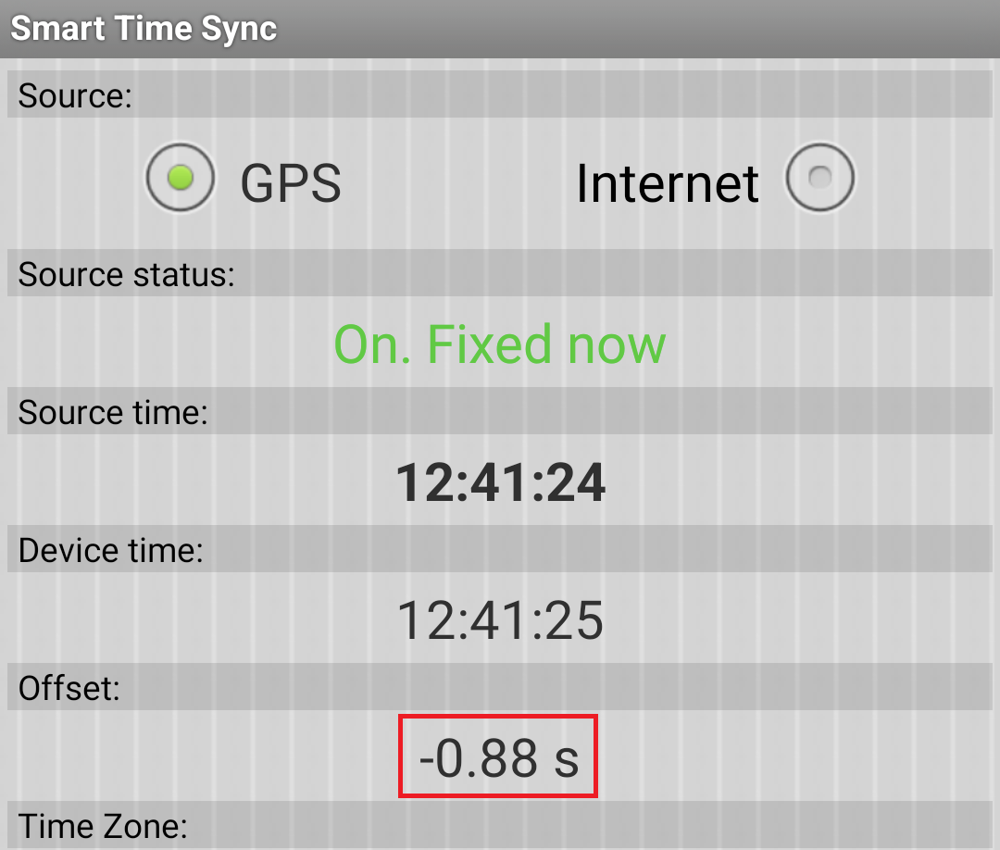 Smart Time Sync
Source:
GPS Internet
Source status:
On. Fixed now
Source time:
12:41:24
Device time:
12:41:25
Offset:
-0.88 s
Time Zone: